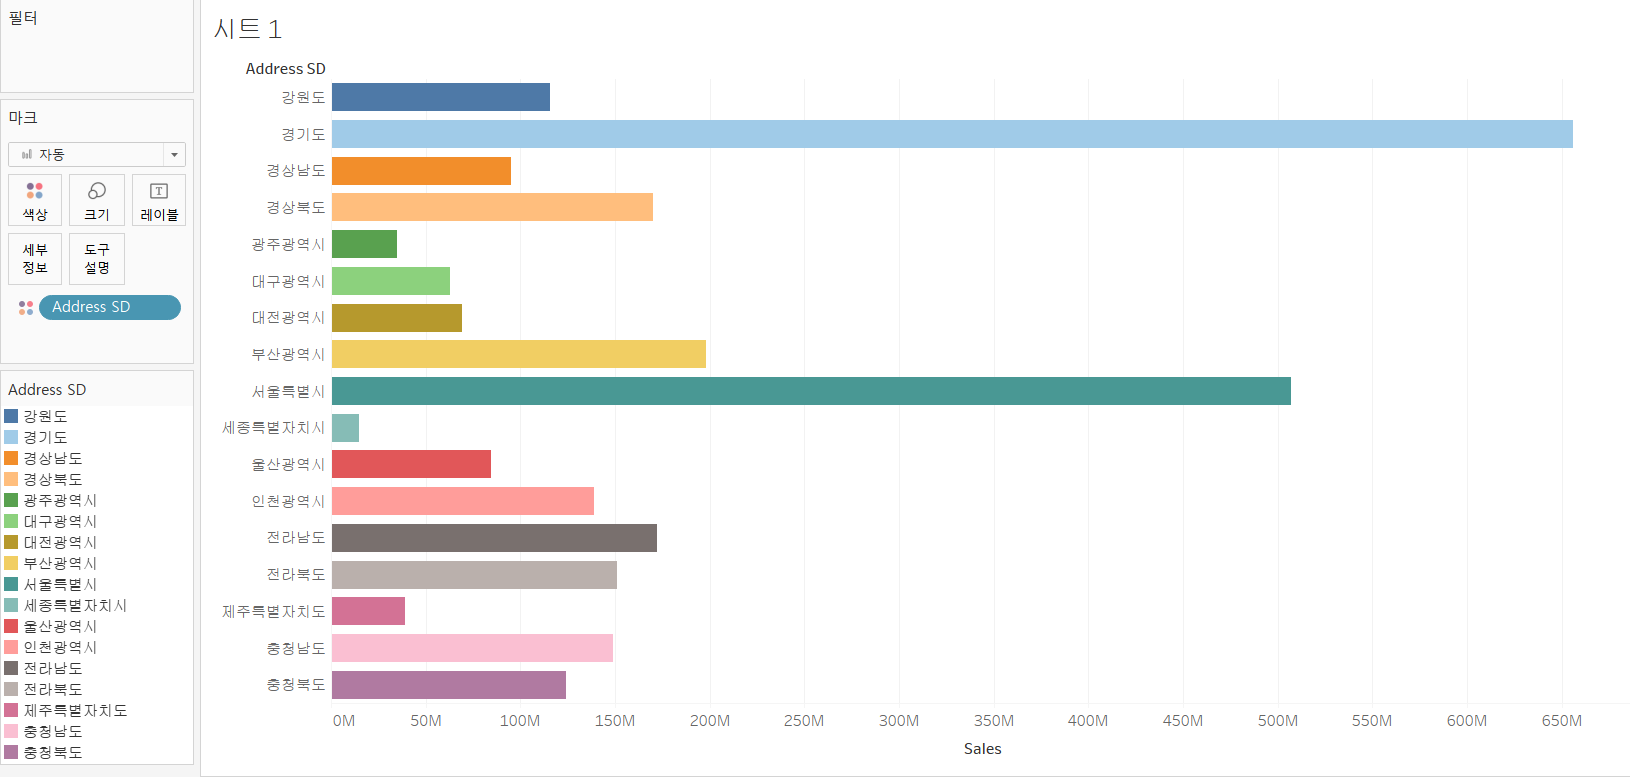 필터
마크
자동
색상
크기
레이블
세부
정보
도구
설명
Address SD
Address SD
강원도
경기도
경상남도
경상북도
광주광역시
대구광역시
대전광역시
부산광역시
서울특별시
세종특별자치시
울산광역시
인천광역시
전라남도
전라북도
제주특별자치도
충청남도
충청북도
시트 1
Address SD
강원도
경기도
경상남도
경상북도
광주광역시
대구광역시
대전광역시
부산광역시
서울특별시
세종특별자치시
울산광역시
인천광역시
전라남도
전라북도
제주특별자치도
충청남도
충청북도
0M 50M 100M 150M 200M 250M 300M 350M 400M 450M 500M 550M 600M 650M
Sales